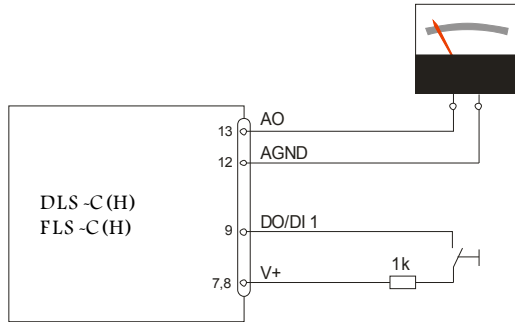 13 AO
12 AGND
DLS -C(H)
FLS -C(H)
9 DO/DI 1
7,8 V+
1k